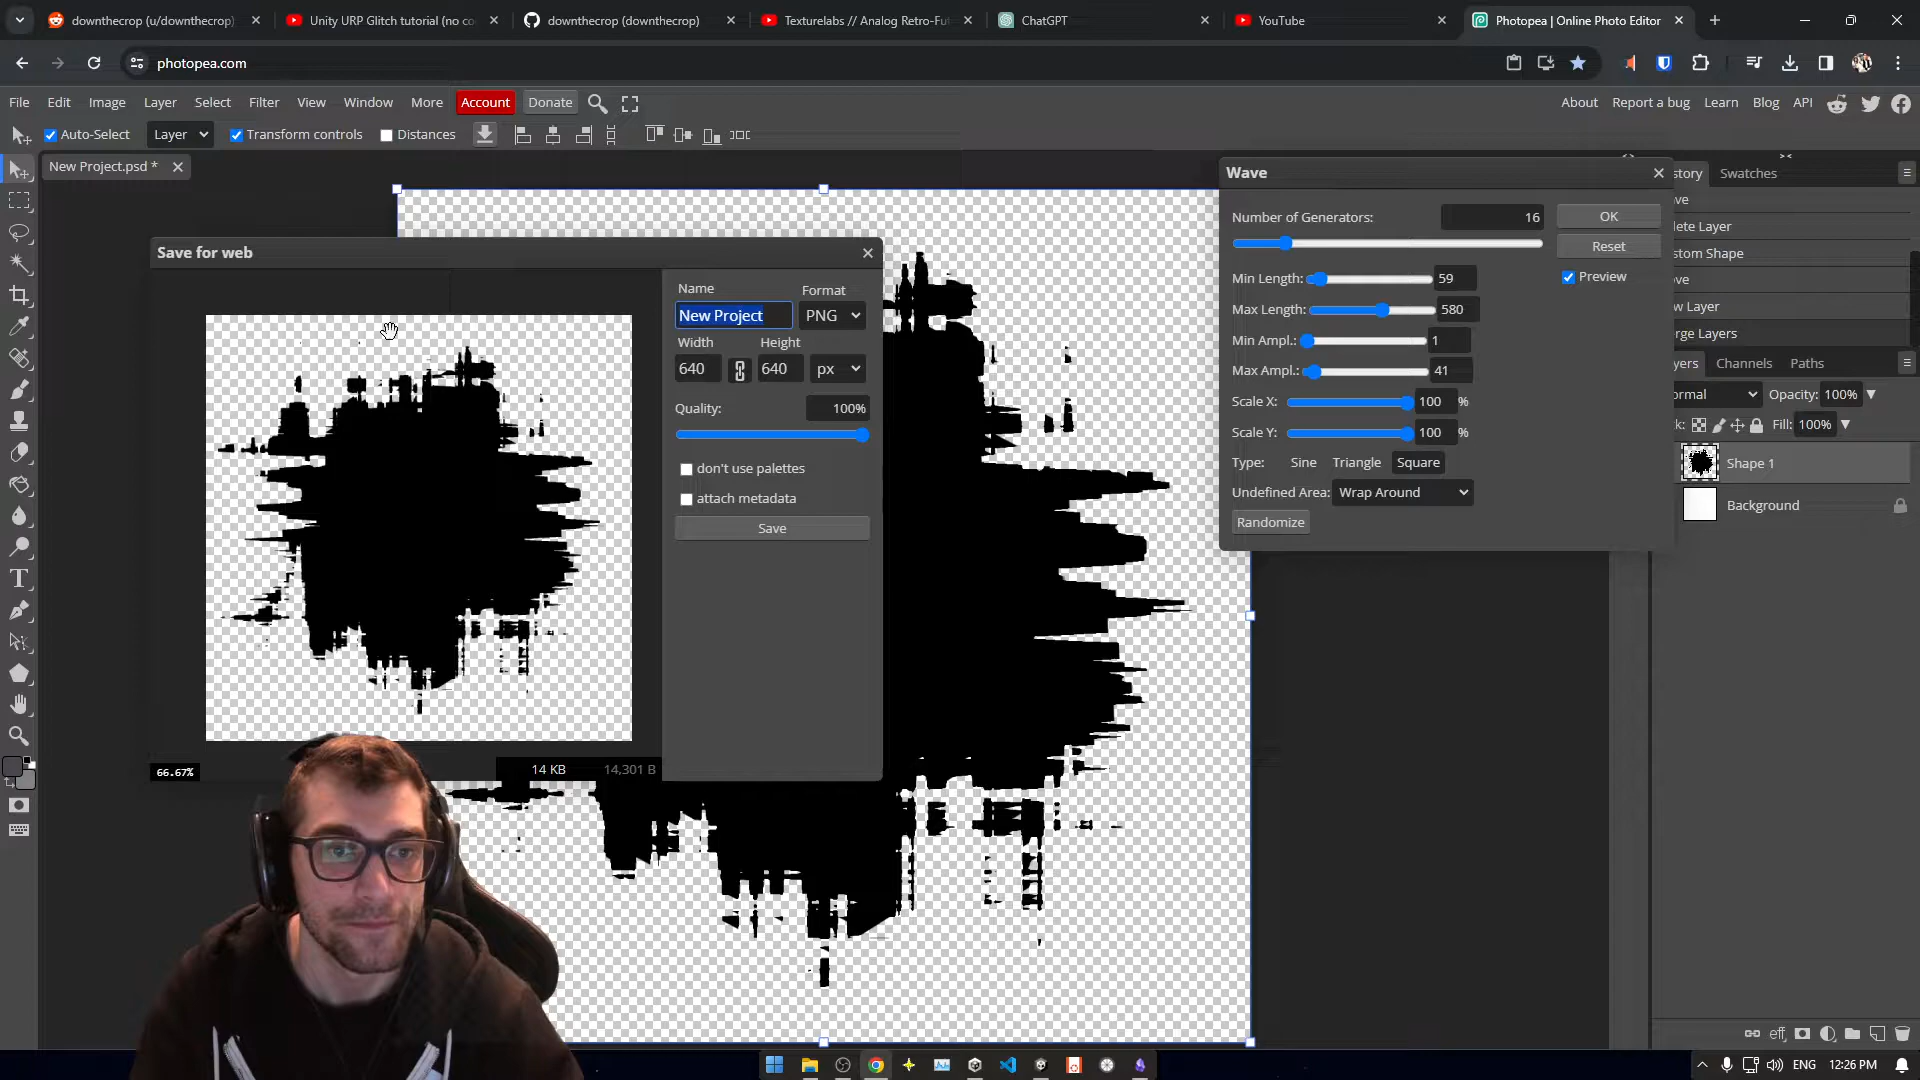 downthecrop (u/downthecrop)
Unity URP Glitch tutorial (no co
downthecrop (downthecrop)
Texturelabs // Analog Retro-Fu
ChatGPT
YouTube
Photopea | Online Photo Editor
photopea.com
File Edit Image Layer Select Filter View Window More Account Donate
About Report a bug Learn Blog API
Auto-Select Layer Transform controls Distances
New Project.psd *
Save for web
Name
Format
New Project PNG
Width
Height
640 640 px
Quality: 100%
don't use palettes
attach metadata
Save
66.67%
14 KB 14,301 B
Wave
Number of Generators: 16 OK
Reset
Min Length: 59 Preview
Max Length: 580
Min Ampl.: 1
Max Ampl.: 41
Scale X: 100 %
Scale Y: 100 %
Type: Sine Triangle Square
Undefined Area: Wrap Around
Randomize
story Swatches
ve
lete Layer
stom Shape
ve
w Layer
rge Layers
yers Channels Paths
ormal Opacity: 100%
k: Fill: 100%
Shape 1
Background
eff
ENG 12:26 PM